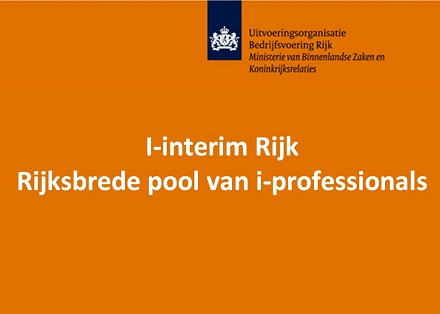 Uitvoeringsorganisatie
Bedrijfsvoering Rijk
Ministerie van Binnenlandse Zaken en
Koninkrijksrelaties
I-interim Rijk
Rijksbrede pool van i-professionals